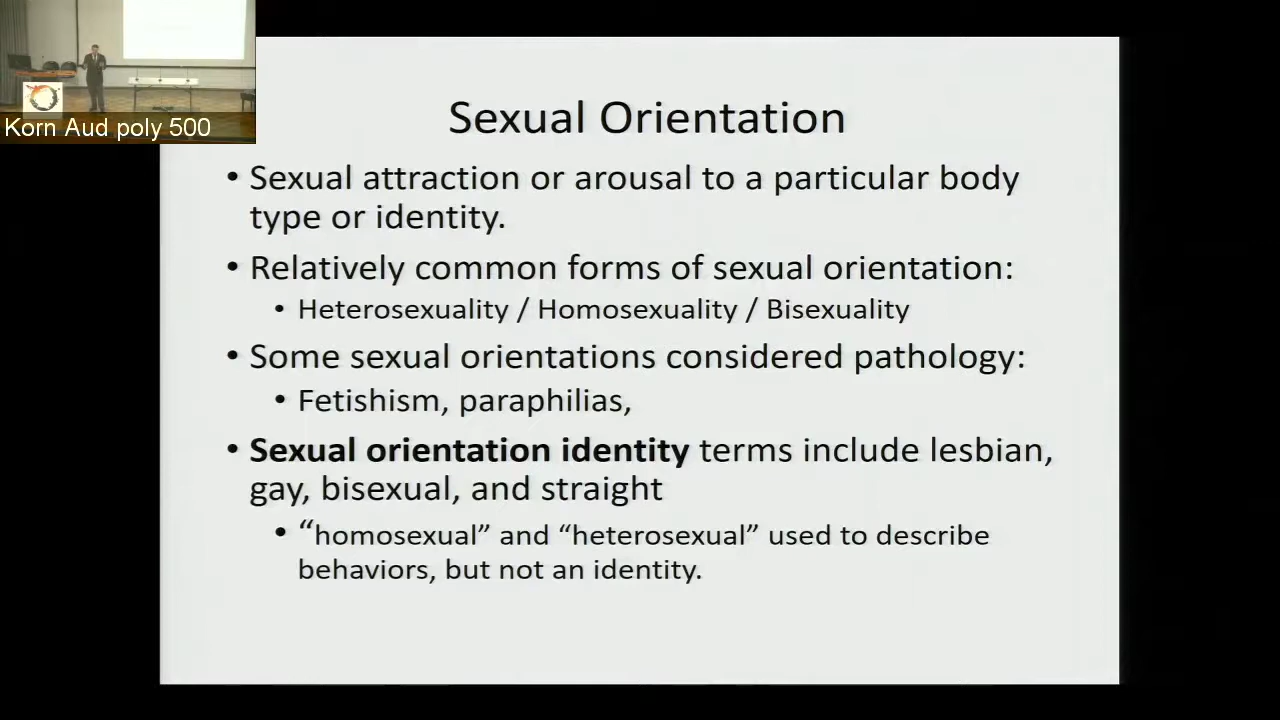 Korn Aud poly 500
Sexual Orientation
• Sexual attraction or arousal to a particular body
type or identity.
• Relatively common forms of sexual orientation:
• Heterosexuality / Homosexuality / Bisexuality
• Some sexual orientations considered pathology:
• Fetishism, paraphilias,
• Sexual orientation identity terms include lesbian,
gay, bisexual, and straight
• “homosexual” and “heterosexual” used to describe
behaviors, but not an identity.